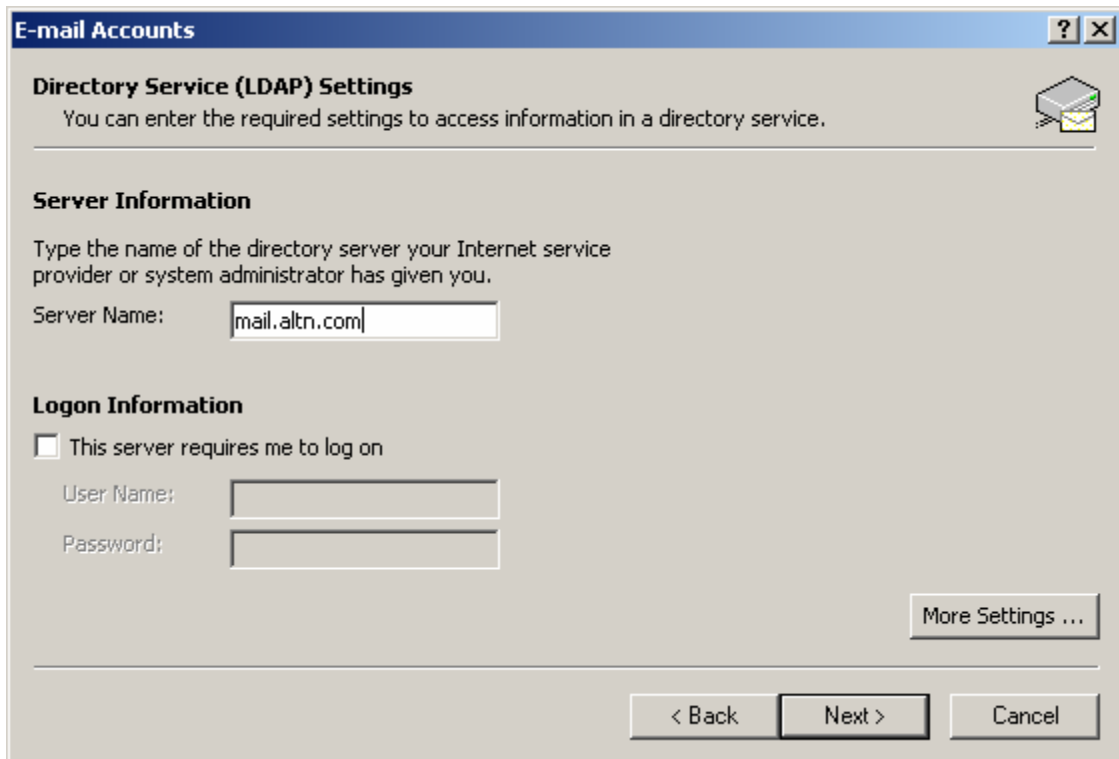 E-mail Accounts
Directory Service (LDAP) Settings
You can enter the required settings to access information in a directory service.
Server Information
Type the name of the directory server your Internet service
provider or system administrator has given you.
Server Name: mail.altn.com
Logon Information
This server requires me to log on
User Name:
Password:
More Settings ...
< Back Next > Cancel